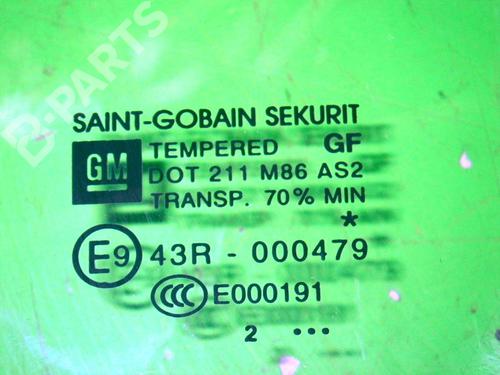 B-PARTS
SAINT-GOBAIN SEKURIT
GM TEMPERED GF
DOT 211 M86 AS2
TRANSP. 70% MIN
*
E9 43R - 000479
CCC E000191
2 •••